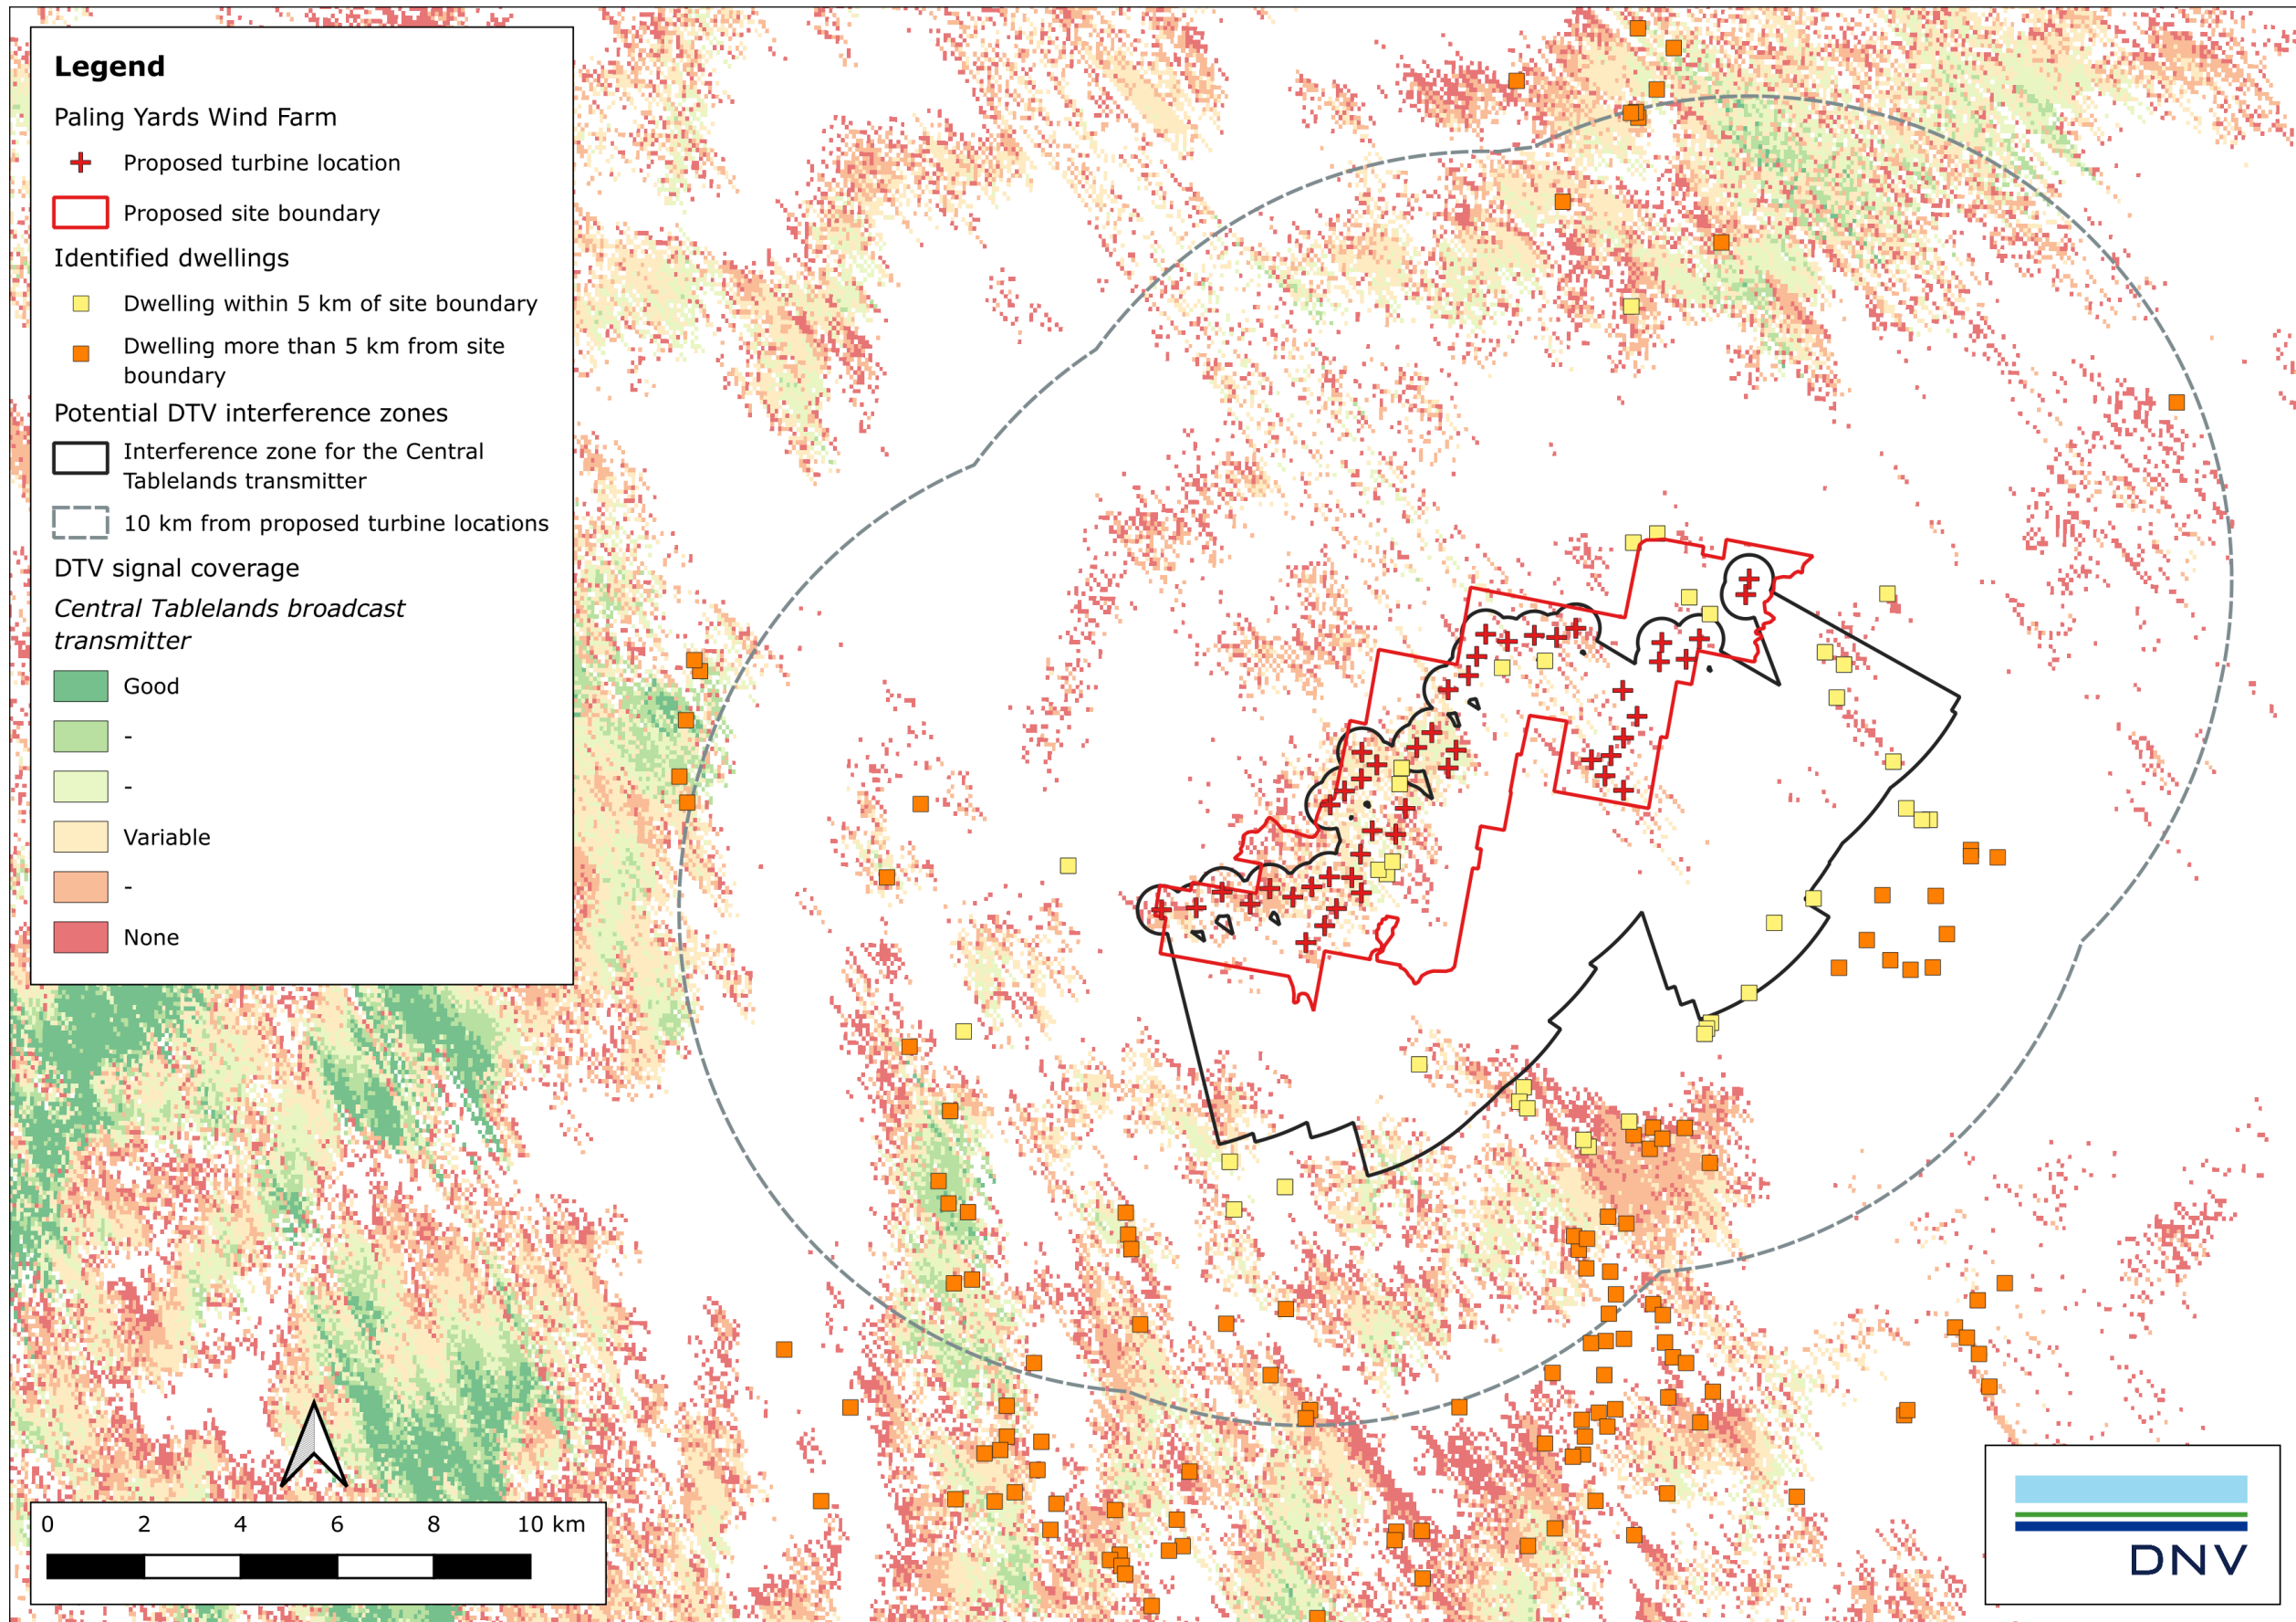 Legend
Paling Yards Wind Farm
Proposed turbine location
Proposed site boundary
Identified dwellings
Dwelling within 5 km of site boundary
Dwelling more than 5 km from site
boundary
Potential DTV interference zones
Interference zone for the Central
Tablelands transmitter
10 km from proposed turbine locations
DTV signal coverage
Central Tablelands broadcast
transmitter
Good
-
-
Variable
-
None
0 2 4 6 8 10 km
DNV